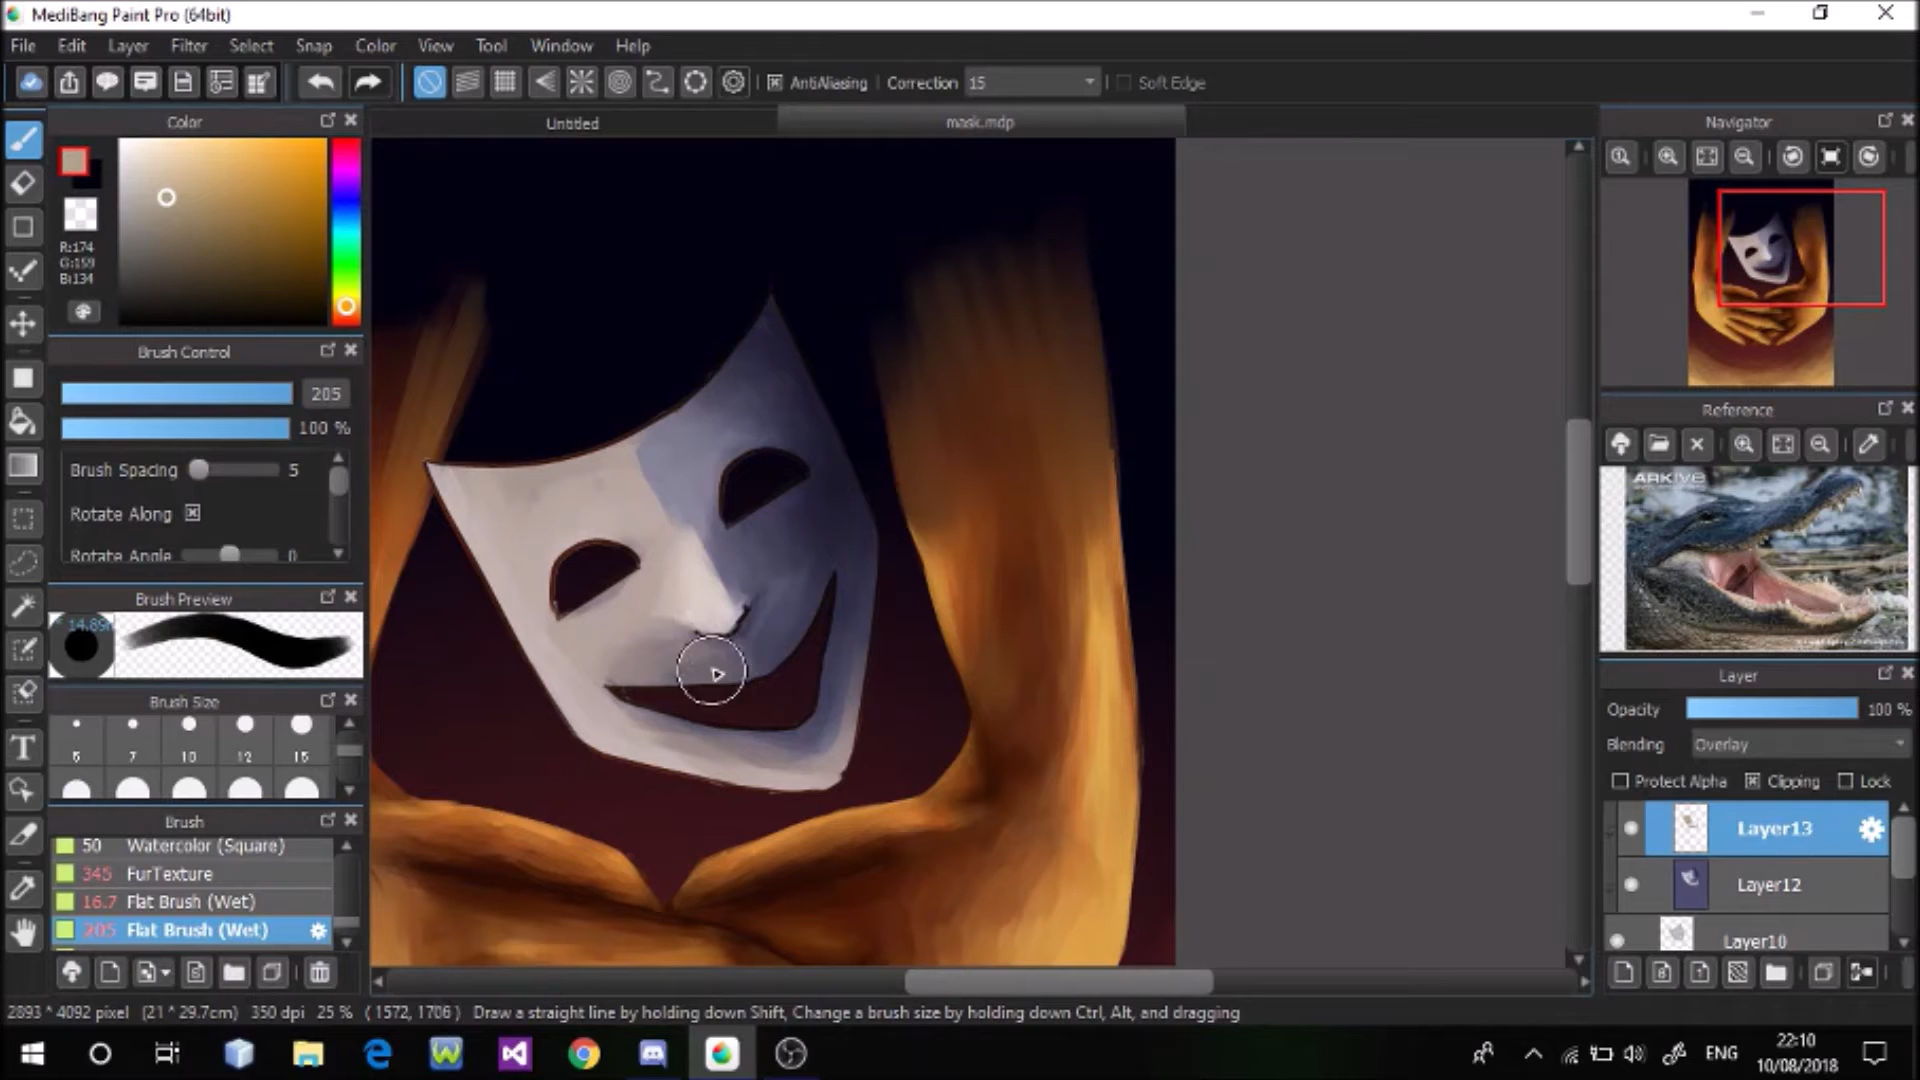 MediBang Paint Pro (64bit)
File Edit Layer Filter Select Snap Color View Tool Window Help
AntiAliasing Correction 15 Soft Edge
Color
R:174
G:159
B:134
Brush Control
205
100 %
Brush Spacing 5
Rotate Along
Rotate Angle 0
Brush Preview
Brush Size
5 7 10 12 15
Brush
50 Watercolor (Square)
345 FurTexture
16.7 Flat Brush (Wet)
205 Flat Brush (Wet)
Untitled mask.mdp
Navigator
Reference
ARKIVE
Layer
Opacity 100 %
Blending Overlay
Protect Alpha Clipping Lock
Layer13
Layer12
Layer10
2893 * 4092 pixel (21 * 29.7cm) 350 dpi 25 % ( 1572, 1706 ) Draw a straight line by holding down Shift, Change a brush size by holding down Ctrl, Alt, and dragging
ENG
22:10
10/08/2018